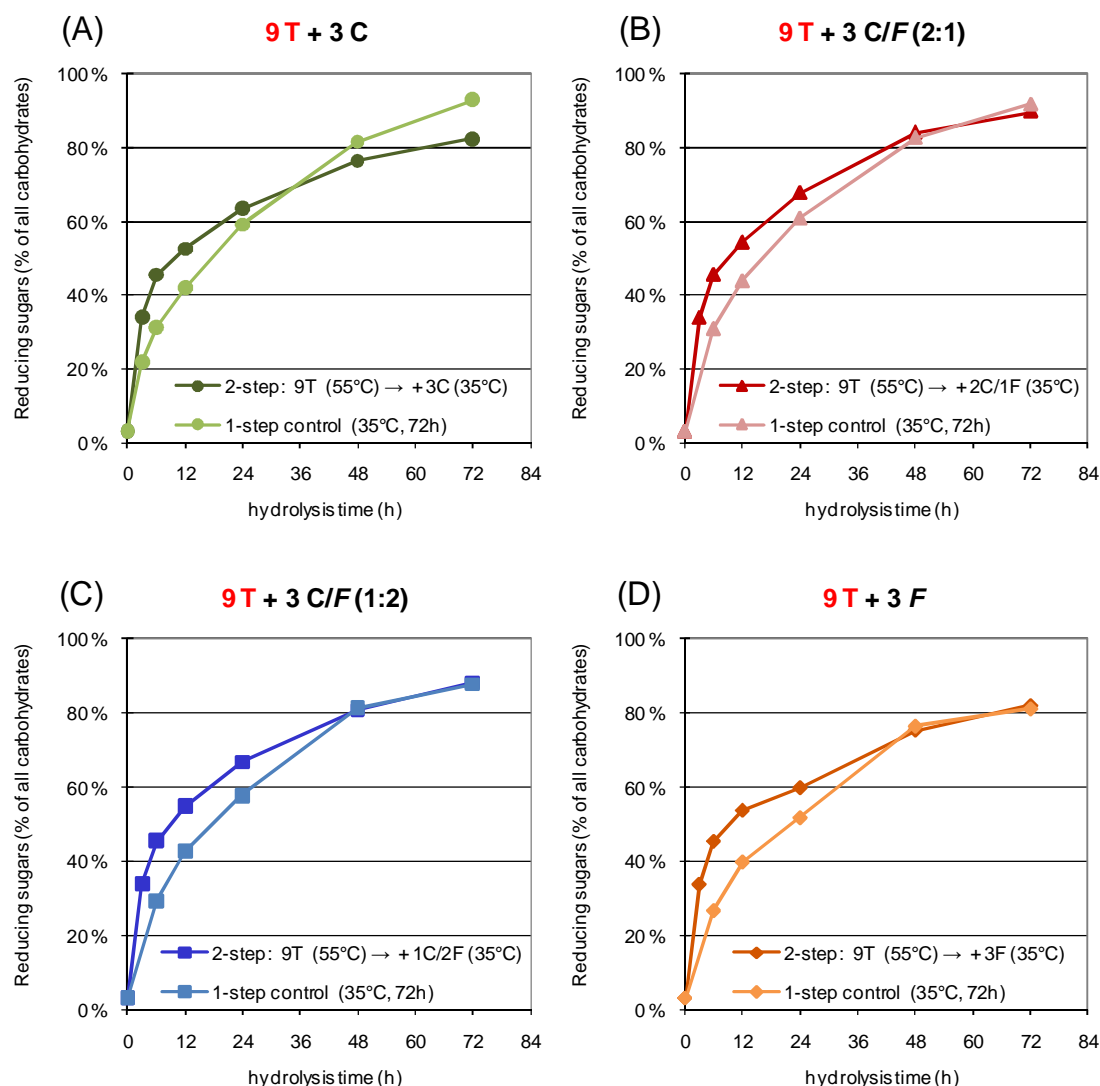 (A)
9 T + 3 C
Reducing sugars (% of all carbohydrates)
100 %
80 %
60 %
40 %
20 %
0 %
2-step: 9T (55°C) → +3C (35°C)
1-step control (35°C, 72h)
0 12 24 36 48 60 72 84
hydrolysis time (h)
(B)
9 T + 3 C/F (2:1)
Reducing sugars (% of all carbohydrates)
100 %
80 %
60 %
40 %
20 %
0 %
2-step: 9T (55°C) → +2C/1F (35°C)
1-step control (35°C, 72h)
0 12 24 36 48 60 72 84
hydrolysis time (h)
(C)
9 T + 3 C/F (1:2)
Reducing sugars (% of all carbohydrates)
100 %
80 %
60 %
40 %
20 %
0 %
2-step: 9T (55°C) → +1C/2F (35°C)
1-step control (35°C, 72h)
0 12 24 36 48 60 72 84
hydrolysis time (h)
(D)
9 T + 3 F
Reducing sugars (% of all carbohydrates)
100 %
80 %
60 %
40 %
20 %
0 %
2-step: 9T (55°C) → +3F (35°C)
1-step control (35°C, 72h)
0 12 24 36 48 60 72 84
hydrolysis time (h)